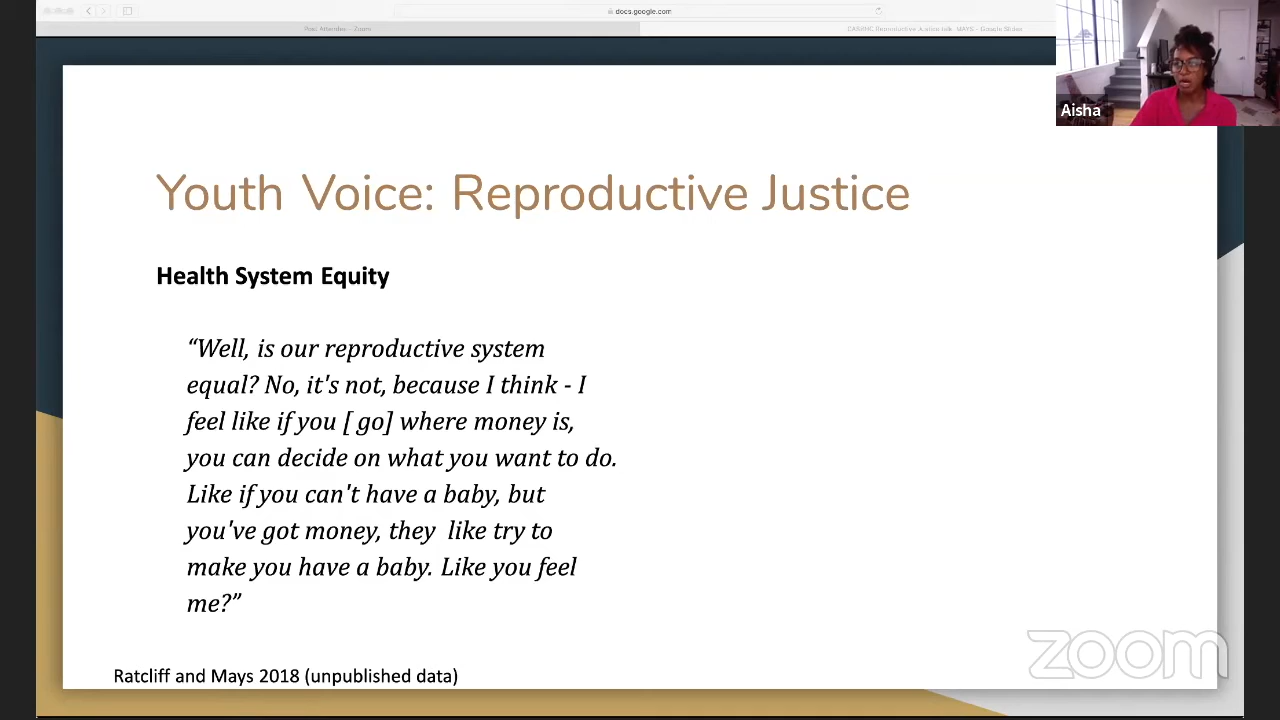 docs.google.com
Aisha
Youth Voice: Reproductive Justice
Health System Equity
“Well, is our reproductive system
equal? No, it's not, because I think - I
feel like if you [ go] where money is,
you can decide on what you want to do.
Like if you can't have a baby, but
you've got money, they  like try to
make you have a baby. Like you feel
me?”
Ratcliff and Mays 2018 (unpublished data)
zoom